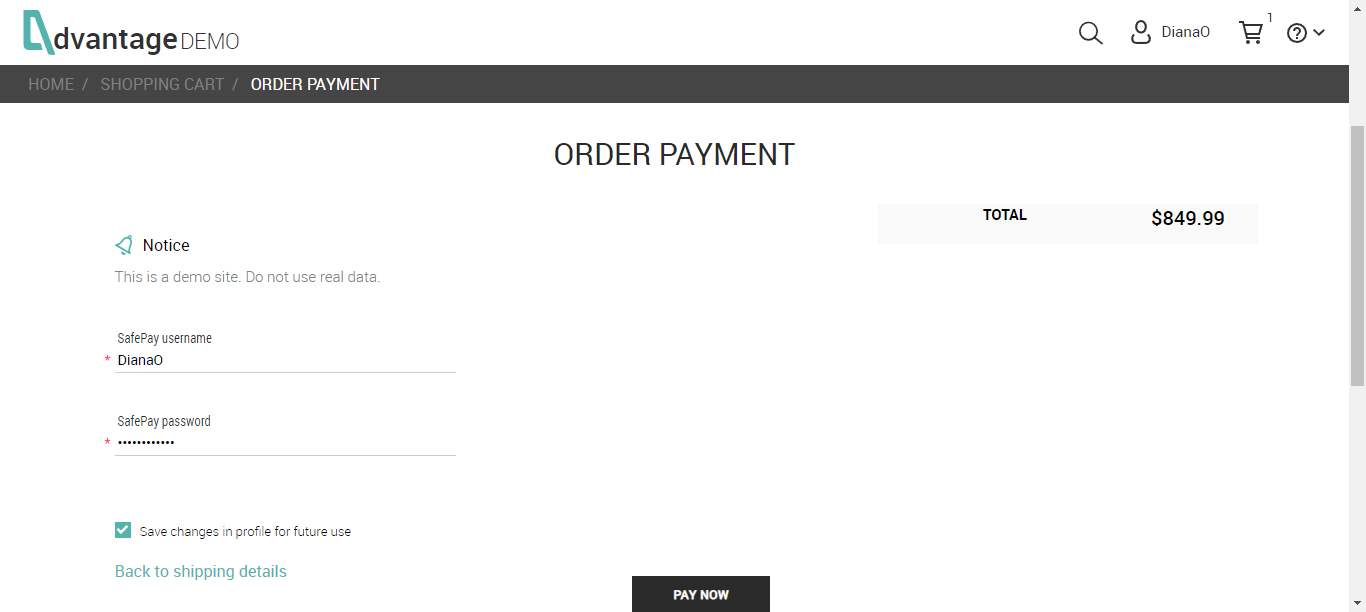 dvantage DEMO
DianaO
1
HOME / SHOPPING CART / ORDER PAYMENT
ORDER PAYMENT
TOTAL $849.99
Notice
This is a demo site. Do not use real data.
SafePay username
* DianaO
SafePay password
* ••••••••••••
Save changes in profile for future use
Back to shipping details
PAY NOW